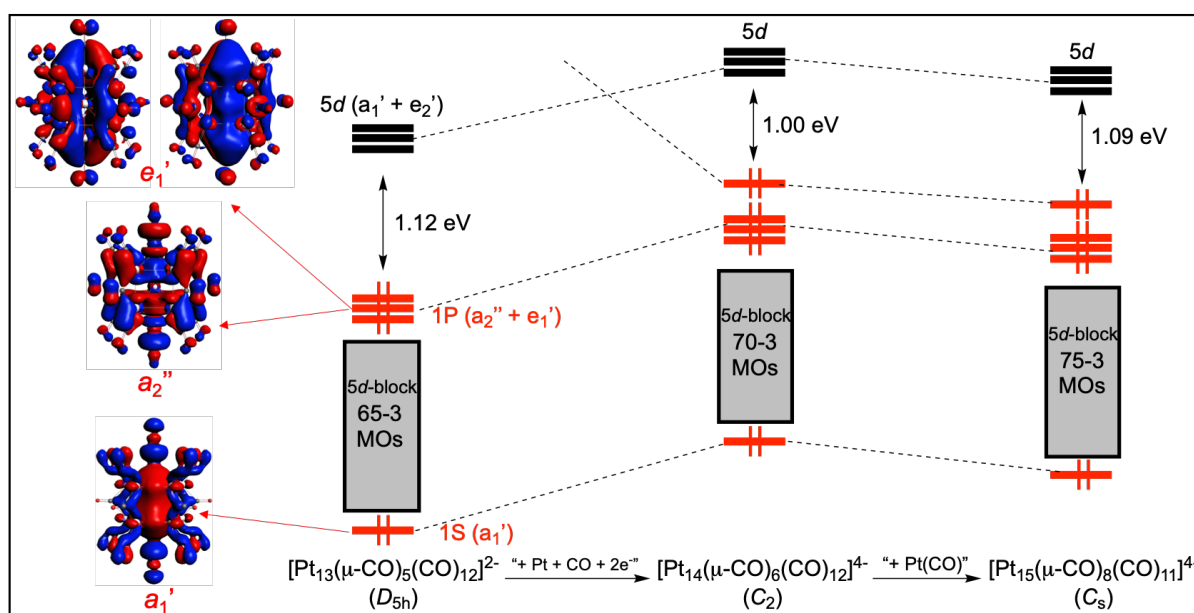 5d (a₁' + e₂')
5d
5d
e₁'
1.12 eV
1.00 eV
1.09 eV
1P (a₂'' + e₁')
a₂''
5d-block
65-3
MOs
5d-block
70-3
MOs
5d-block
75-3
MOs
1S (a₁')
a₁'
[Pt₁₃(μ-CO)₅(CO)₁₂]²⁻
“+ Pt + CO + 2e⁻”
[Pt₁₄(μ-CO)₆(CO)₁₂]⁴⁻
“+ Pt(CO)”
[Pt₁₅(μ-CO)₈(CO)₁₁]⁴⁻
(D₅ₕ)
(C₂)
(Cₛ)